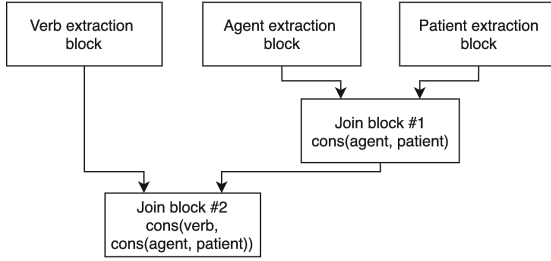 Verb extraction
block
Agent extraction
block
Patient extraction
block
Join block #1
cons(agent, patient)
Join block #2
cons(verb,
cons(agent, patient))